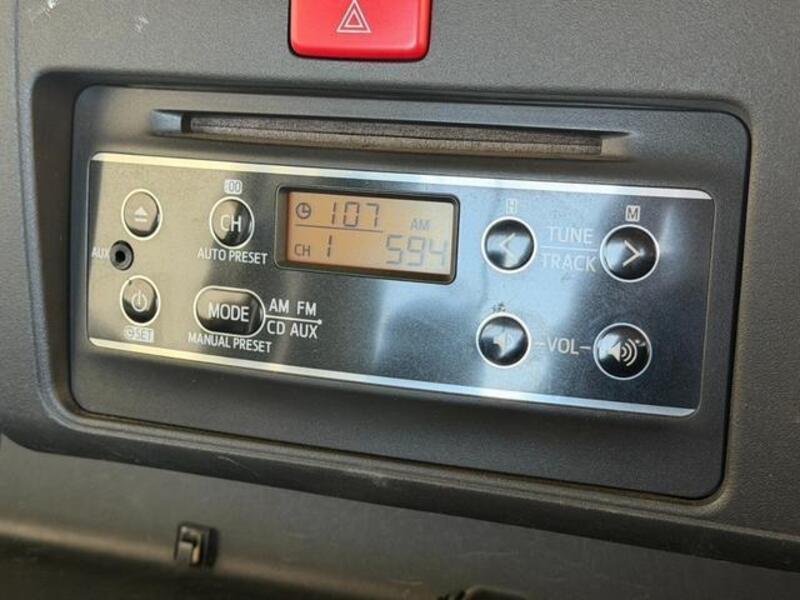 :00
H
M
CH
AUTO PRESET
107
AM
CH 1 594
TUNE
TRACK
AUX
SET
MODE
AM FM
CD AUX
MANUAL PRESET
-VOL-